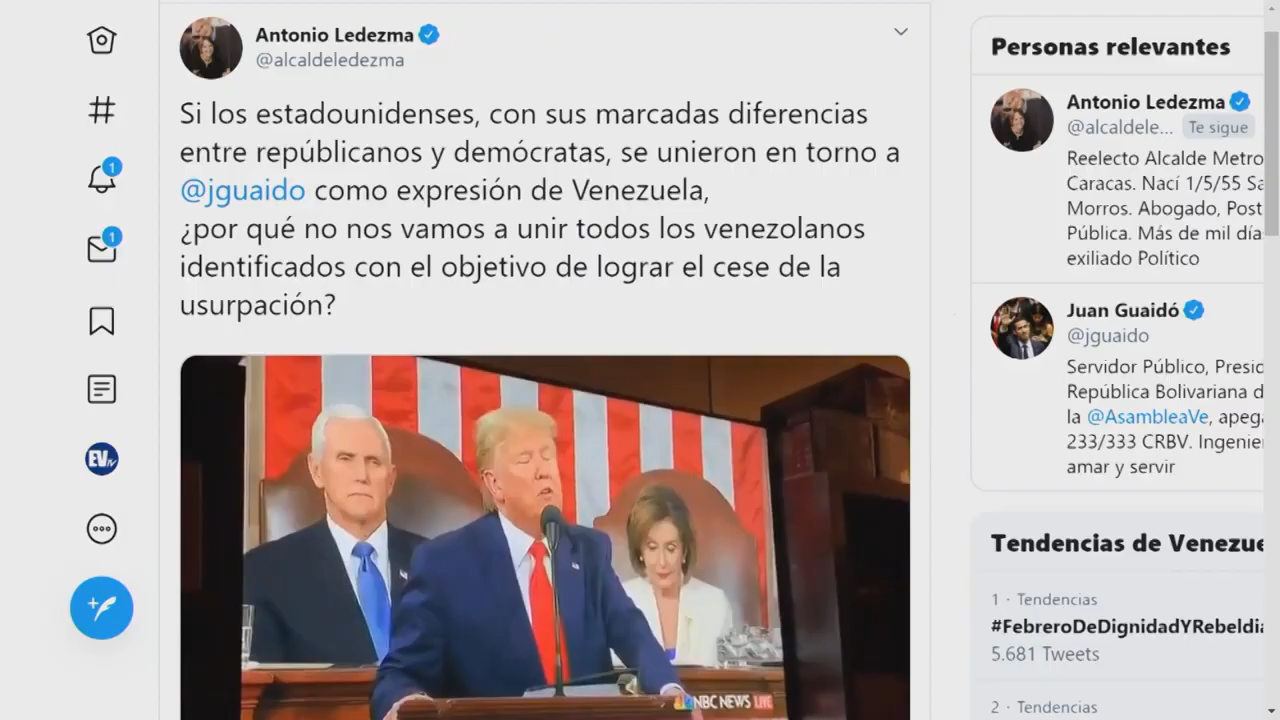 Antonio Ledezma
@alcaldeledezma
Si los estadounidenses, con sus marcadas diferencias
entre repúblicanos y demócratas, se unieron en torno a
@jguaido como expresión de Venezuela,
¿por qué no nos vamos a unir todos los venezolanos
identificados con el objetivo de lograr el cese de la
usurpación?
NBC NEWS LIVE
1
1
EVtv
Personas relevantes
Antonio Ledezma
@alcaldele... Te sigue
Reelecto Alcalde Metro
Caracas. Nací 1/5/55 Sa
Morros. Abogado, Post
Pública. Más de mil día
exiliado Político
Juan Guaidó
@jguaido
Servidor Público, Presid
República Bolivariana d
la @AsambleaVe, apega
233/333 CRBV. Ingenier
amar y servir
Tendencias de Venezue
1 · Tendencias
#FebreroDeDignidadYRebeldia
5.681 Tweets
2 · Tendencias